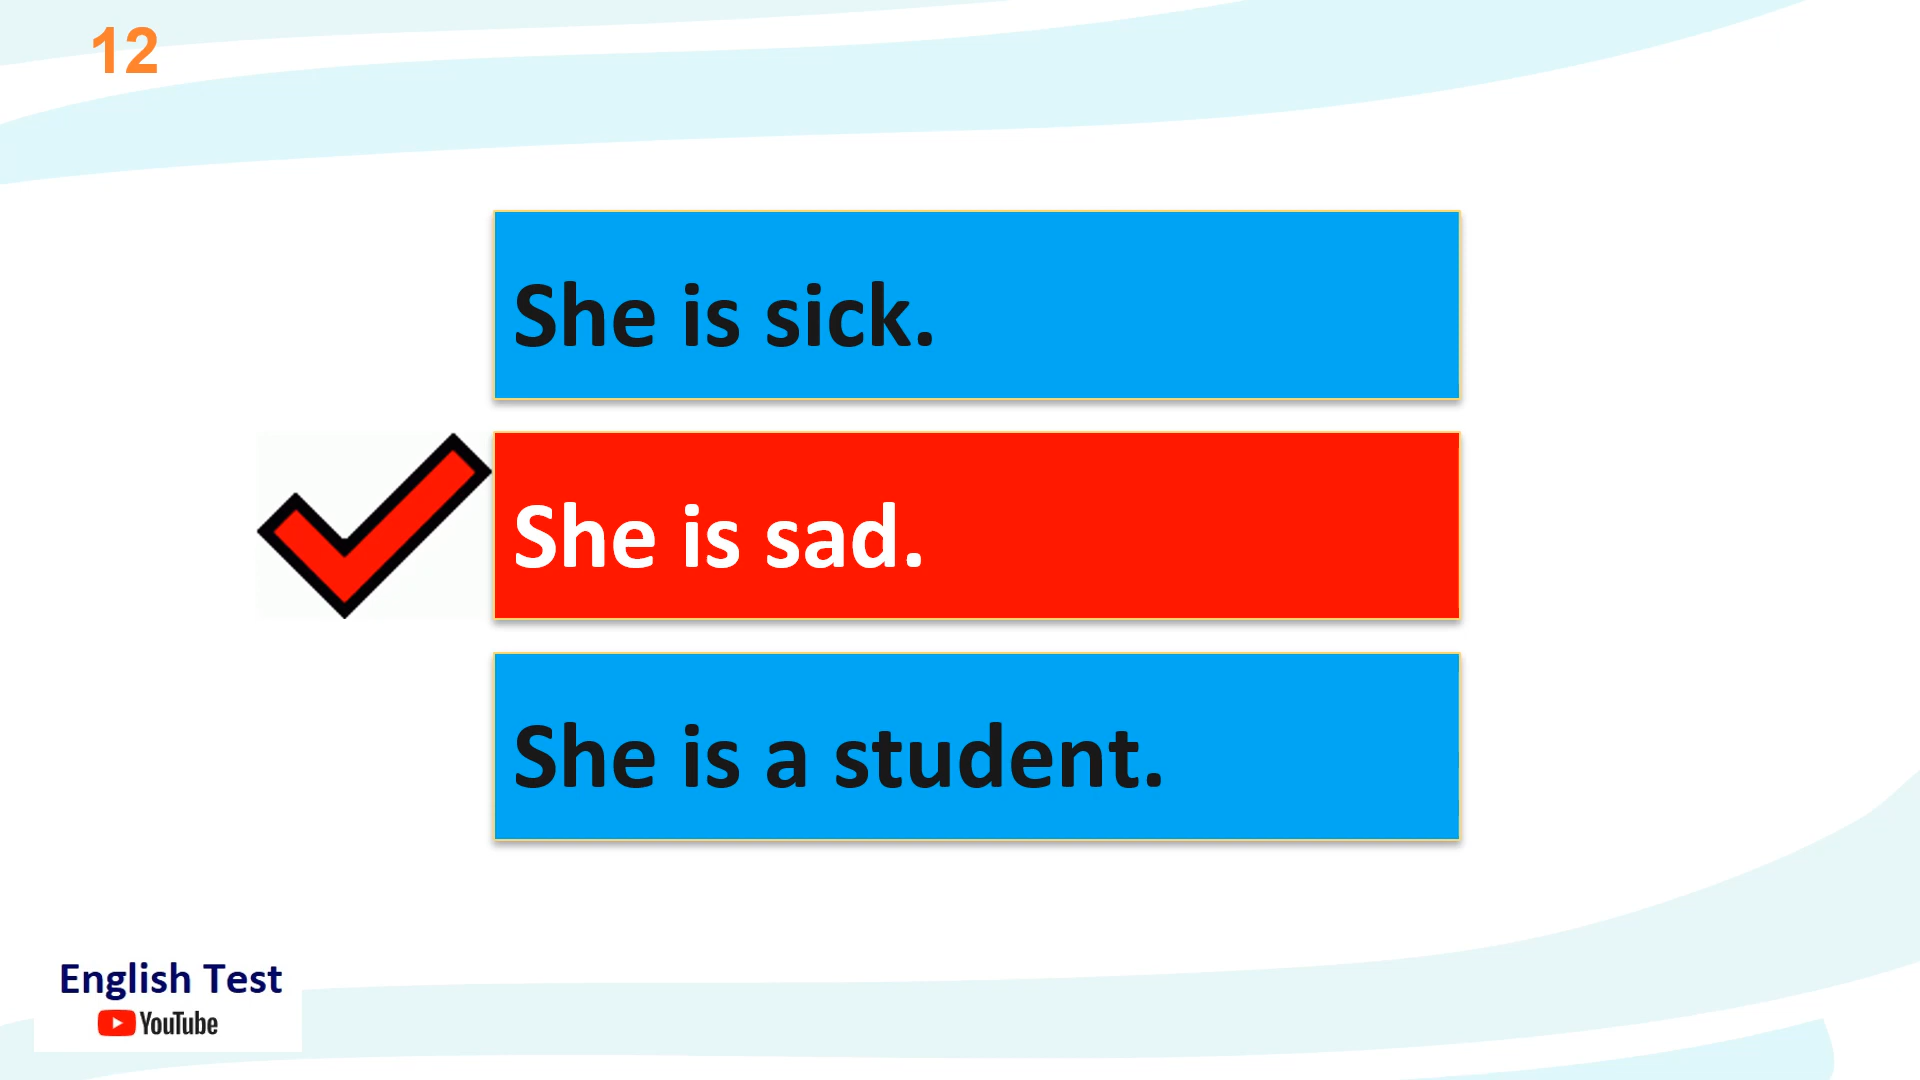 12
She is sick.
She is sad.
She is a student.
English Test
YouTube